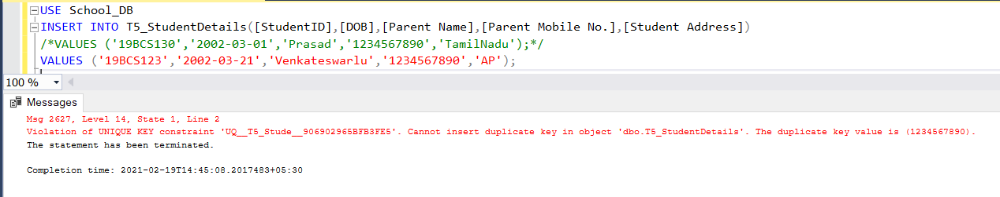 USE School_DB
INSERT INTO T5_StudentDetails([StudentID],[DOB],[Parent Name],[Parent Mobile No.],[Student Address])
/*VALUES ('19BCS130','2002-03-01','Prasad','1234567890','TamilNadu');*/
VALUES ('19BCS123','2002-03-21','Venkateswarlu','1234567890','AP');
100 %
Messages
Msg 2627, Level 14, State 1, Line 2
Violation of UNIQUE KEY constraint 'UQ__T5_Stude__906902965BFB3FE5'. Cannot insert duplicate key in object 'dbo.T5_StudentDetails'. The duplicate key value is (1234567890).
The statement has been terminated.
Completion time: 2021-02-19T14:45:08.2017483+05:30